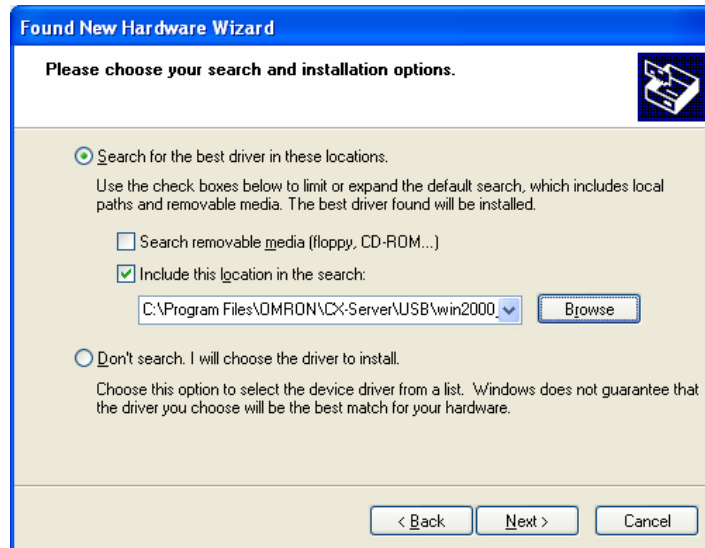 Found New Hardware Wizard
Please choose your search and installation options.
Search for the best driver in these locations.
Use the check boxes below to limit or expand the default search, which includes local
paths and removable media. The best driver found will be installed.
Search removable media (floppy, CD-ROM...)
Include this location in the search:
C:\Program Files\OMRON\CX-Server\USB\win2000_
Browse
Don't search. I will choose the driver to install.
Choose this option to select the device driver from a list.  Windows does not guarantee that
the driver you choose will be the best match for your hardware.
< Back
Next >
Cancel